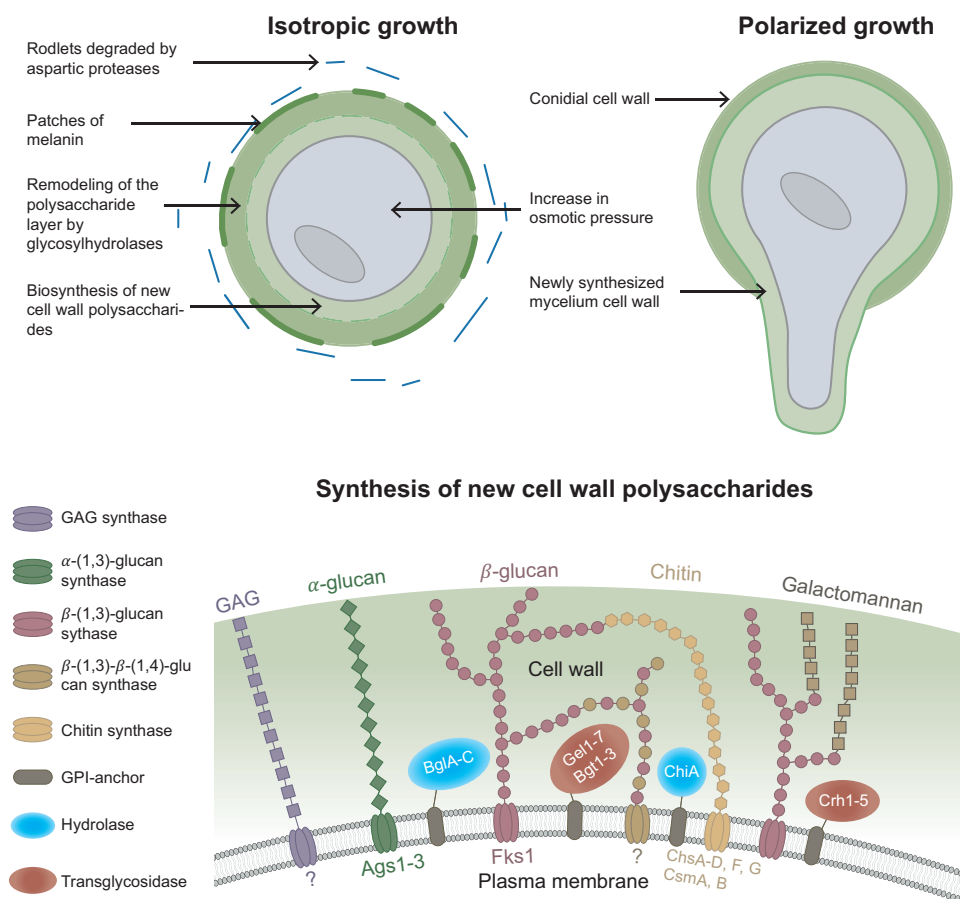 Isotropic growth
Polarized growth
Rodlets degraded by
aspartic proteases
Patches of
melanin
Remodeling of the
polysaccharide
layer by
glycosylhydrolases
Biosynthesis of new
cell wall polysacchari-
des
Conidial cell wall
Increase in
osmotic pressure
Newly synthesized
mycelium cell wall
Synthesis of new cell wall polysaccharides
GAG synthase
α-(1,3)-glucan
synthase
β-(1,3)-glucan
sythase
β-(1,3)-β-(1,4)-glu
can synthase
Chitin synthase
GPI-anchor
Hydrolase
Transglycosidase
GAG
α-glucan
β-glucan
Chitin
Galactomannan
Cell wall
BglA-C
Gel1-7
Bgt1-3
ChiA
Crh1-5
?
Ags1-3
Fks1
?
ChsA-D, F, G
CsmA, B
Plasma membrane